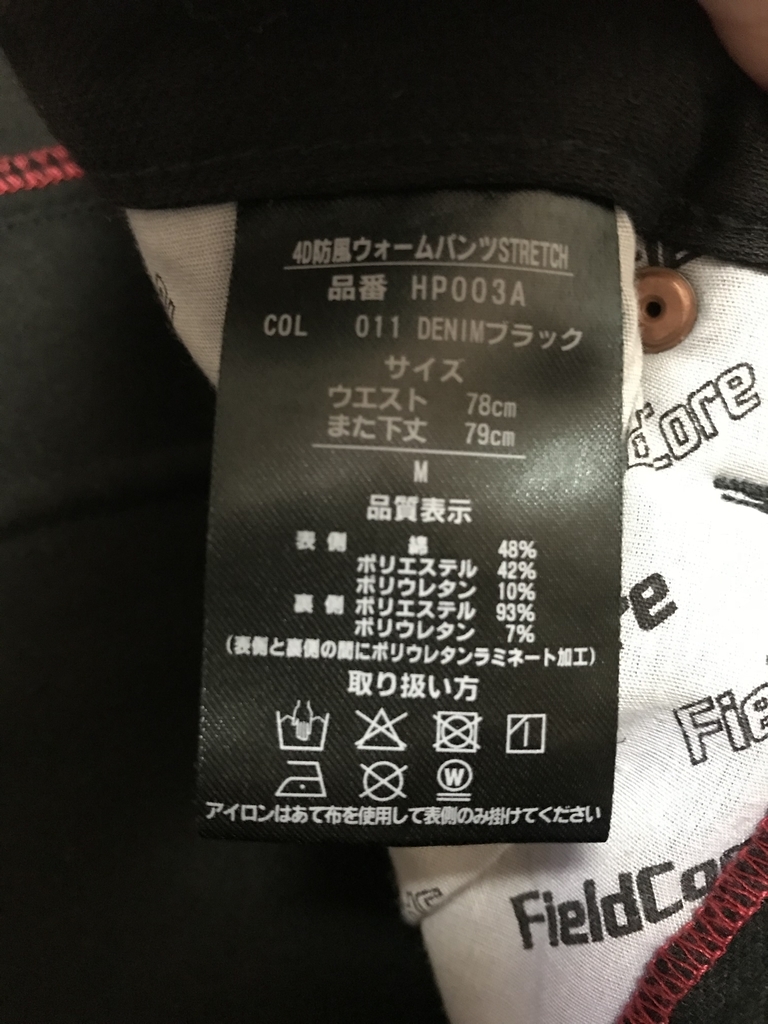 4D防風ウォームパンツSTRETCH
品番 HP003A
COL 011 DENIMブラック
サイズ
ウエスト 78cm
また下丈 79cm
M
品質表示
表側 綿 48%
ポリエステル 42%
ポリウレタン 10%
裏側 ポリエステル 93%
ポリウレタン 7%
(表側と裏側の間にポリウレタンラミネート加工)
取り扱い方
W
アイロンはあて布を使用して表側のみ掛けてください
Core
re
Fie
FieldCo